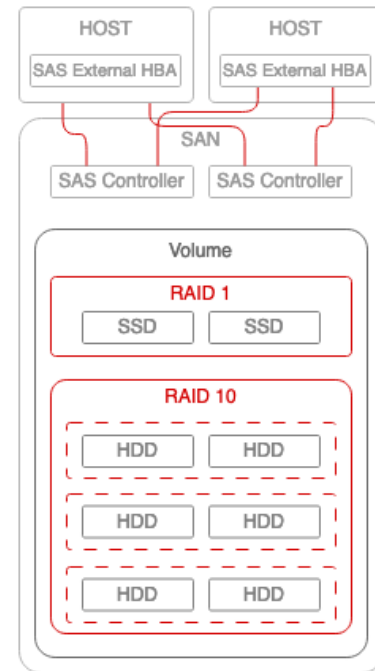 HOST HOST
SAS External HBA SAS External HBA
SAN
SAS Controller SAS Controller
Volume
RAID 1
SSD SSD
RAID 10
HDD HDD
HDD HDD
HDD HDD